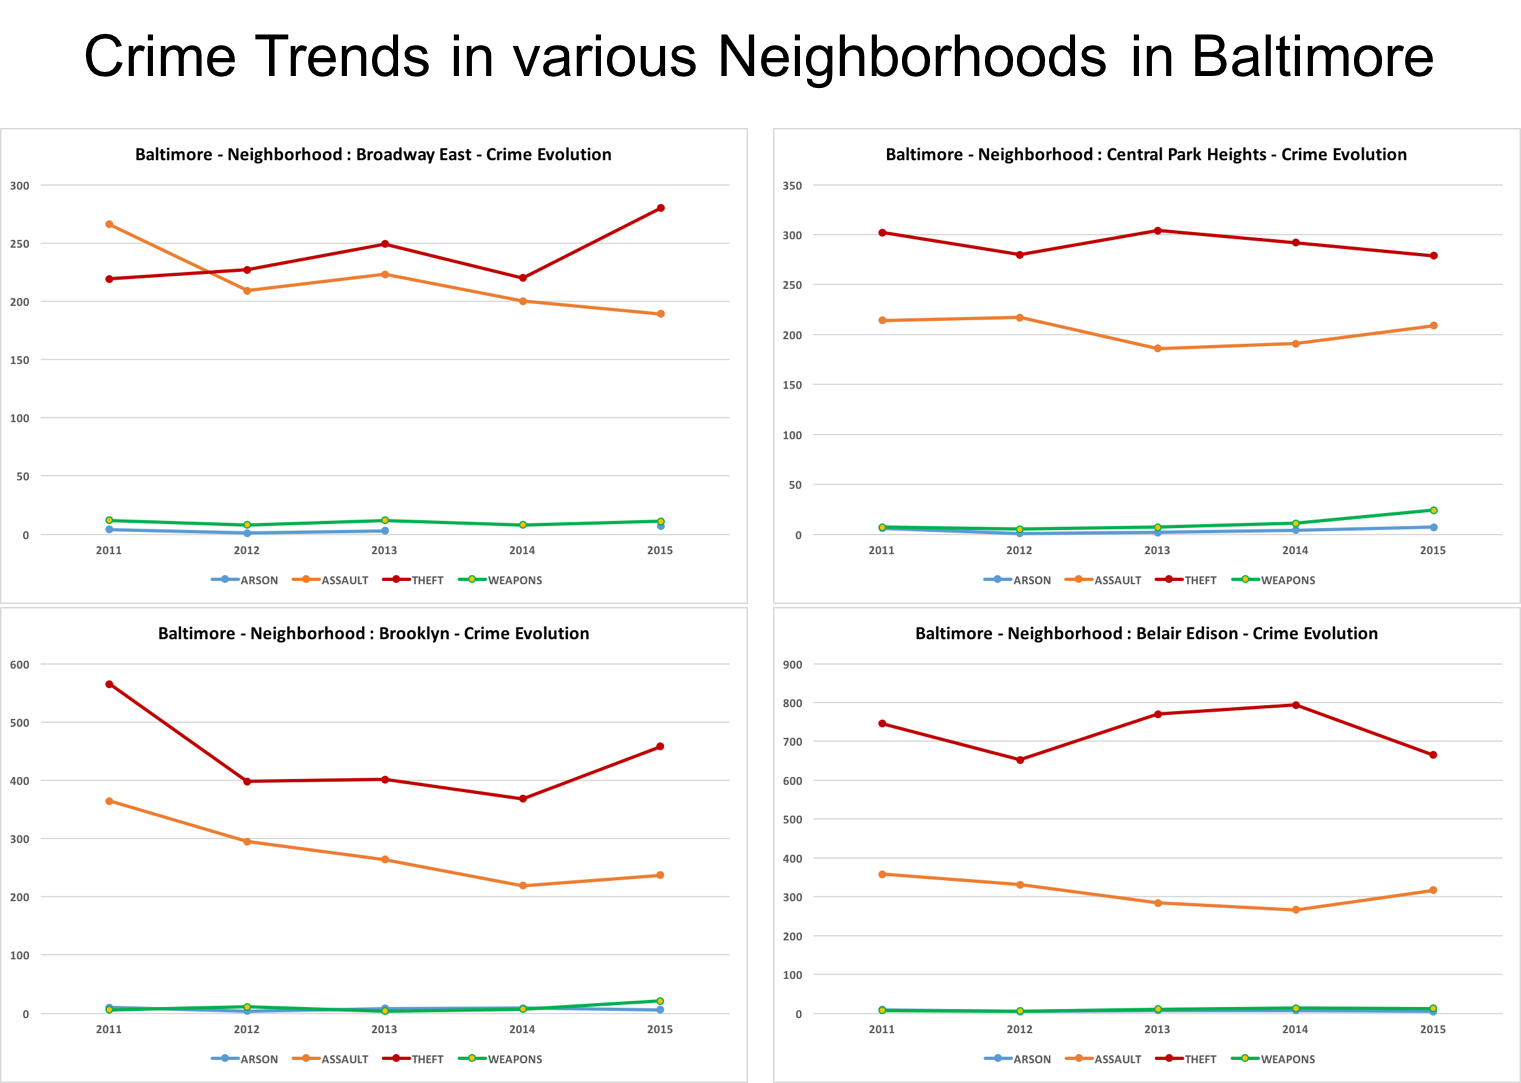 Crime Trends in various Neighborhoods in Baltimore
Baltimore - Neighborhood : Broadway East - Crime Evolution
300
250
200
150
100
50
0
2011 2012 2013 2014 2015
ARSON ASSAULT THEFT WEAPONS
Baltimore - Neighborhood : Central Park Heights - Crime Evolution
350
300
250
200
150
100
50
0
2011 2012 2013 2014 2015
ARSON ASSAULT THEFT WEAPONS
Baltimore - Neighborhood : Brooklyn - Crime Evolution
600
500
400
300
200
100
0
2011 2012 2013 2014 2015
ARSON ASSAULT THEFT WEAPONS
Baltimore - Neighborhood : Belair Edison - Crime Evolution
900
800
700
600
500
400
300
200
100
0
2011 2012 2013 2014 2015
ARSON ASSAULT THEFT WEAPONS